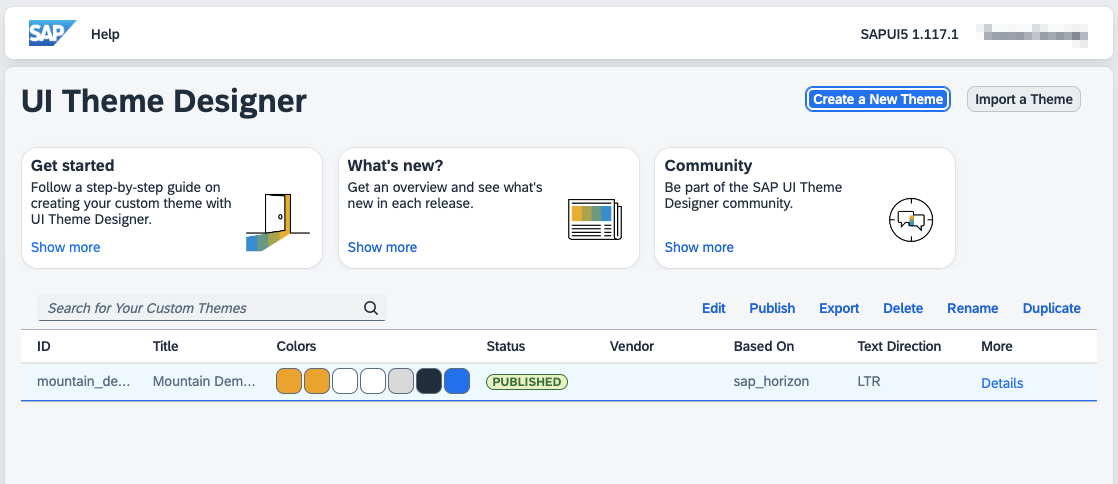 SAP Help SAPUI5 1.117.1
UI Theme Designer Create a New Theme Import a Theme
Get started
Follow a step-by-step guide on
creating your custom theme with
UI Theme Designer.
Show more
What's new?
Get an overview and see what's
new in each release.
Show more
Community
Be part of the SAP UI Theme
Designer community.
Show more
Search for Your Custom Themes Edit Publish Export Delete Rename Duplicate
ID Title Colors Status Vendor Based On Text Direction More
mountain_de... Mountain Dem... PUBLISHED sap_horizon LTR Details